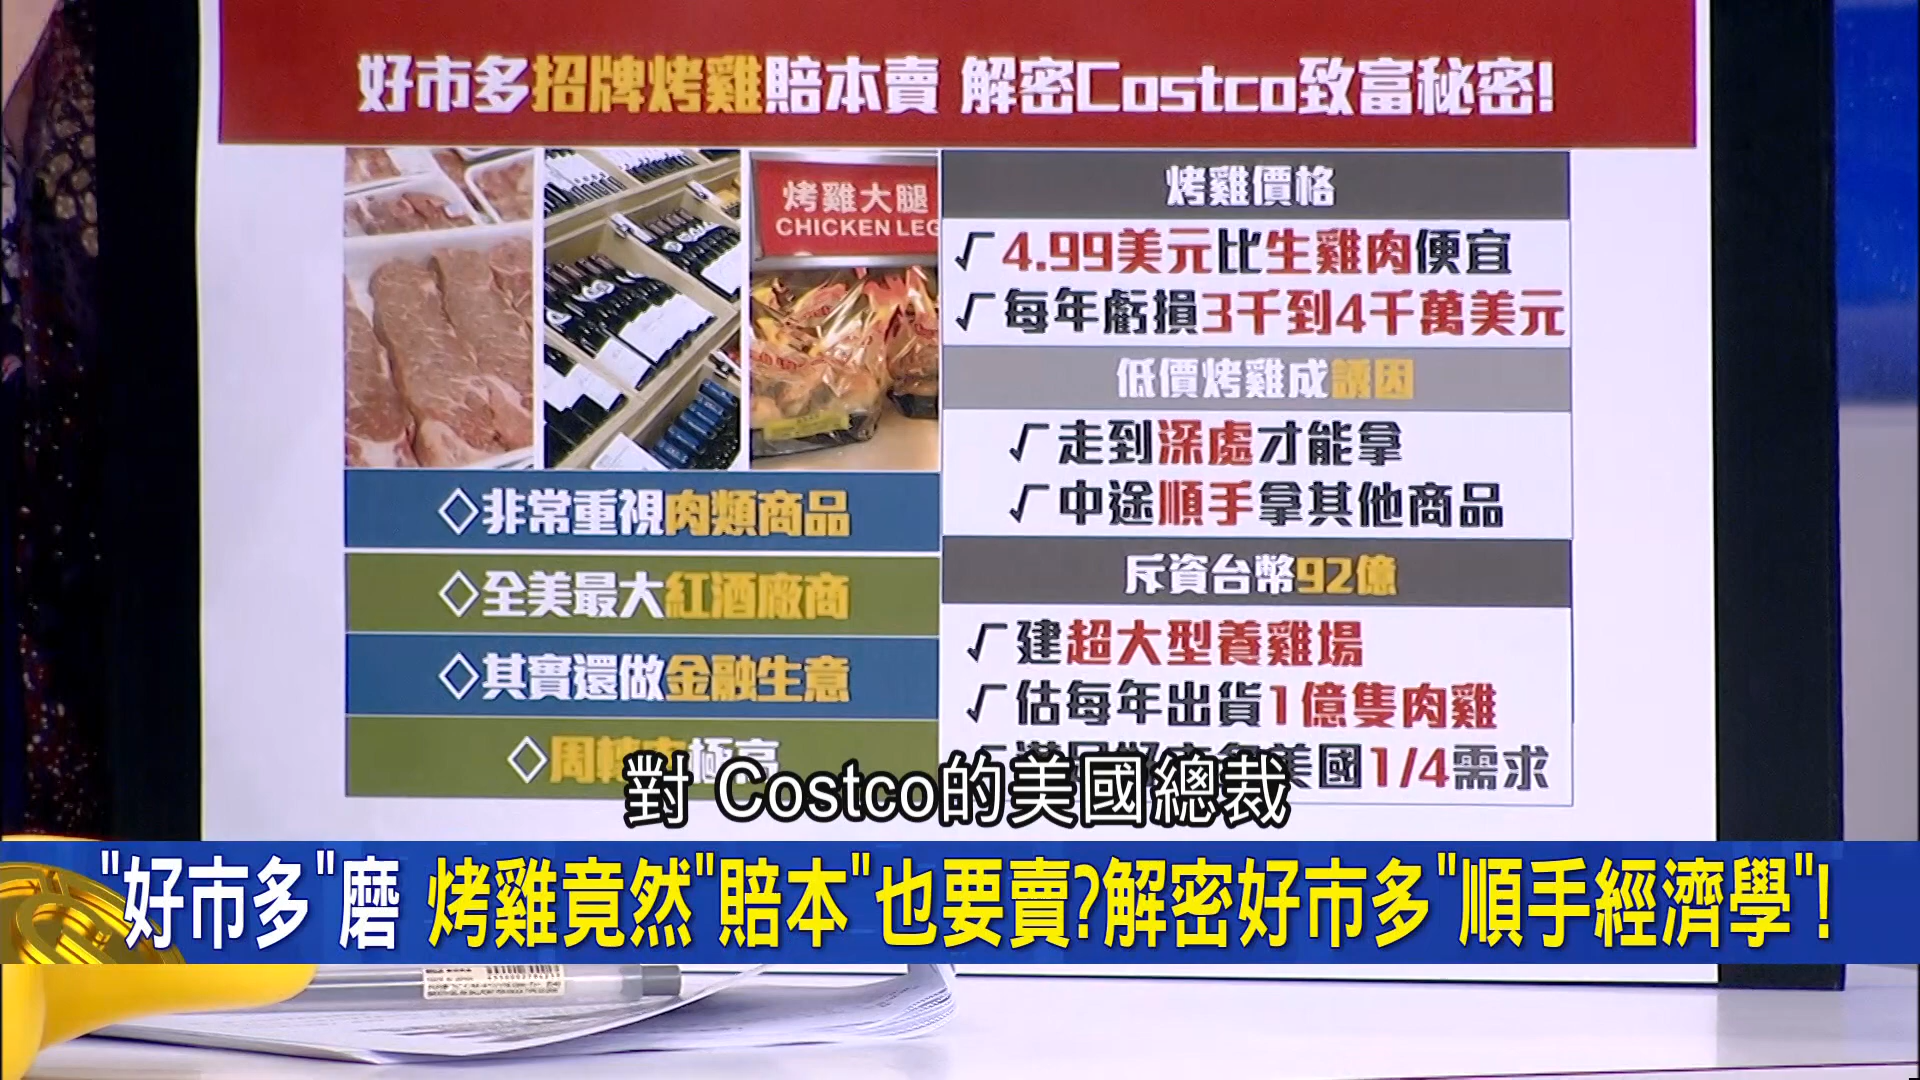 好市多招牌烤雞賠本賣 解密Costco致富秘密!
烤雞大腿
CHICKEN LEG
◇非常重視肉類商品
◇全美最大紅酒廠商
◇其實還做金融生意
◇周轉率極高
烤雞價格
√4.99美元比生雞肉便宜
√每年虧損3千到4千萬美元
低價烤雞成誘因
√走到深處才能拿
√中途順手拿其他商品
斥資台幣92億
√建超大型養雞場
√估每年出貨1億隻肉雞
美國1/4需求
對 Costco的美國總裁
"好市多"磨 烤雞竟然"賠本"也要賣?解密好市多"順手經濟學"!